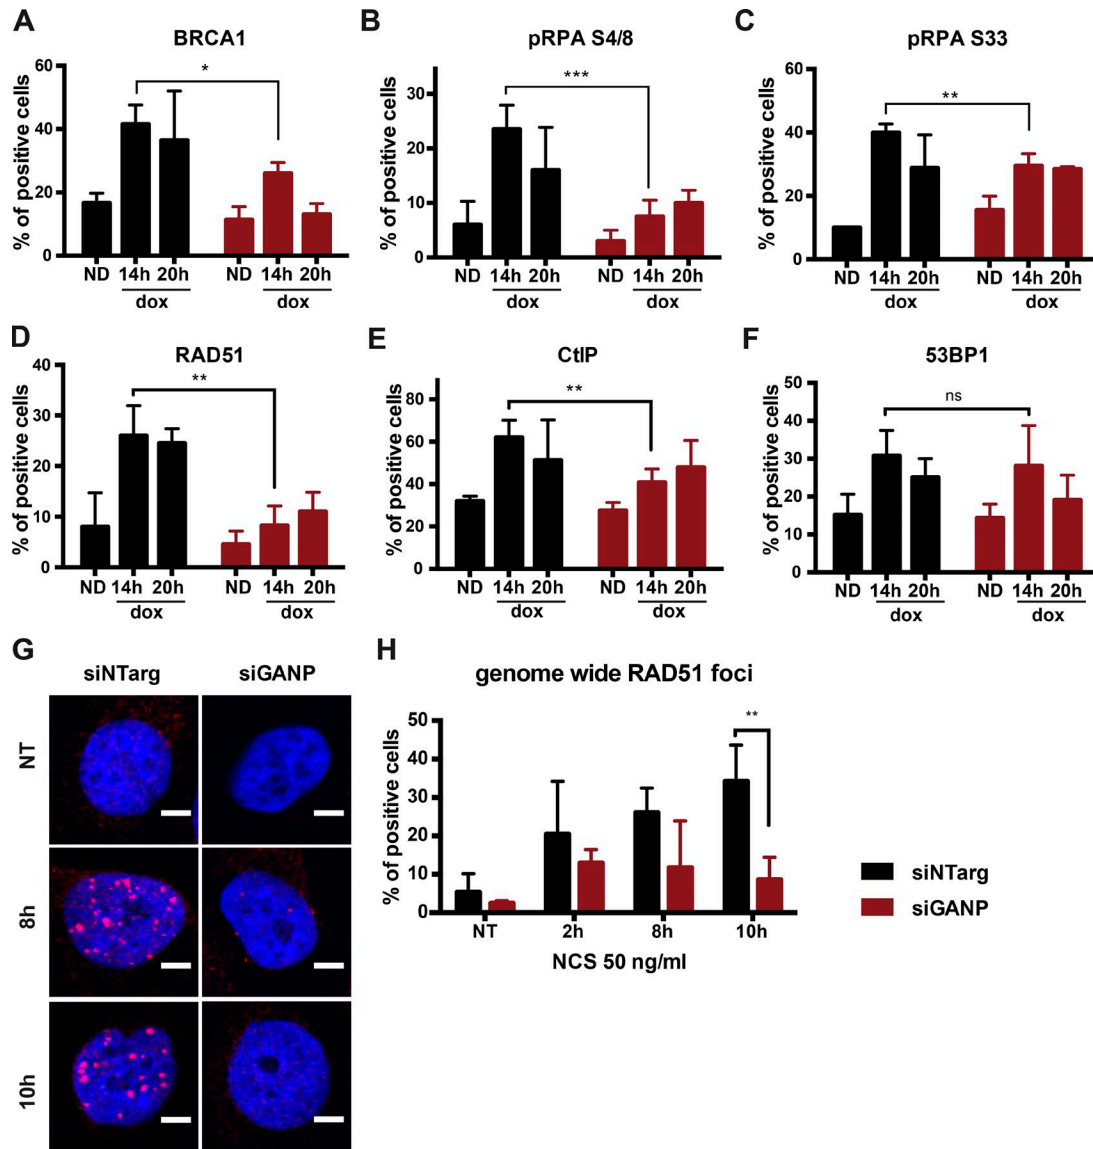 A
BRCA1
% of positive cells
60
40
20
0
*
ND 14h 20h ND 14h 20h
dox dox
B
pRPA S4/8
% of positive cells
30
20
10
0
***
ND 14h 20h ND 14h 20h
dox dox
C
pRPA S33
% of positive cells
60
40
20
0
**
ND 14h 20h ND 14h 20h
dox dox
D
RAD51
% of positive cells
40
30
20
10
0
**
ND 14h 20h ND 14h 20h
dox dox
E
CtIP
% of positive cells
80
60
40
20
0
**
ND 14h 20h ND 14h 20h
dox dox
F
53BP1
% of positive cells
50
40
30
20
10
0
ns
ND 14h 20h ND 14h 20h
dox dox
G
siNTarg siGANP
NT
8h
10h
H
genome wide RAD51 foci
% of positive cells
50
40
30
20
10
0
**
NT 2h 8h 10h
NCS 50 ng/ml
siNTarg
siGANP